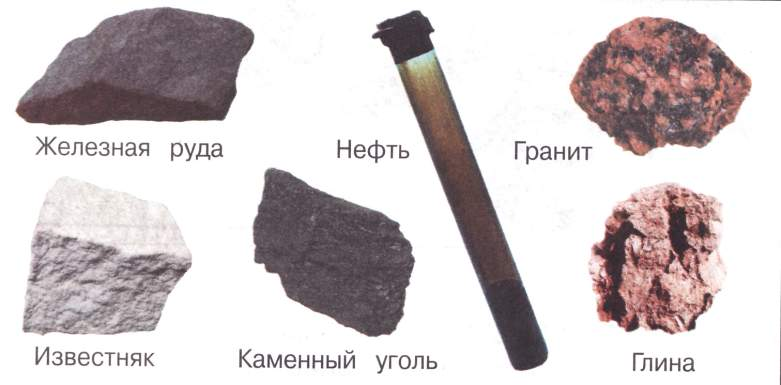 Железная руда
Нефть
Гранит
Известняк
Каменный уголь
Глина